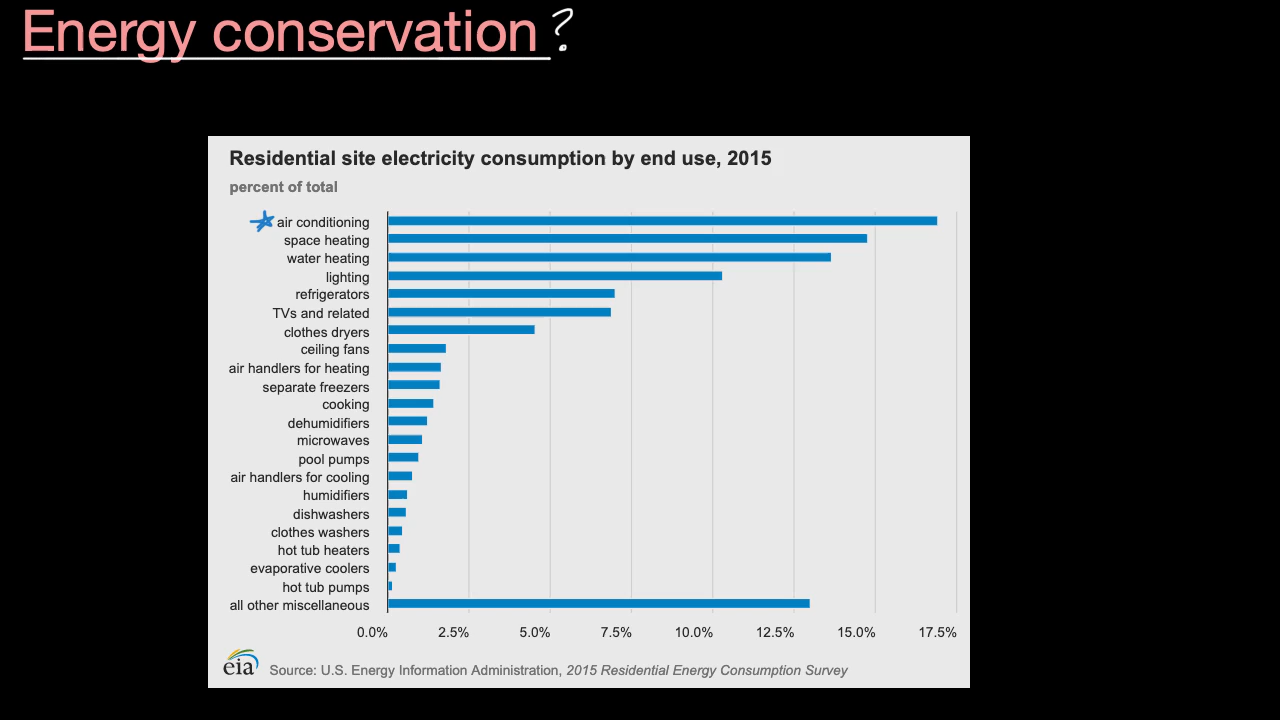 Energy conservation?
Residential site electricity consumption by end use, 2015
percent of total
air conditioning
space heating
water heating
lighting
refrigerators
TVs and related
clothes dryers
ceiling fans
air handlers for heating
separate freezers
cooking
dehumidifiers
microwaves
pool pumps
air handlers for cooling
humidifiers
dishwashers
clothes washers
hot tub heaters
evaporative coolers
hot tub pumps
all other miscellaneous
0.0% 2.5% 5.0% 7.5% 10.0% 12.5% 15.0% 17.5%
eia Source: U.S. Energy Information Administration, 2015 Residential Energy Consumption Survey